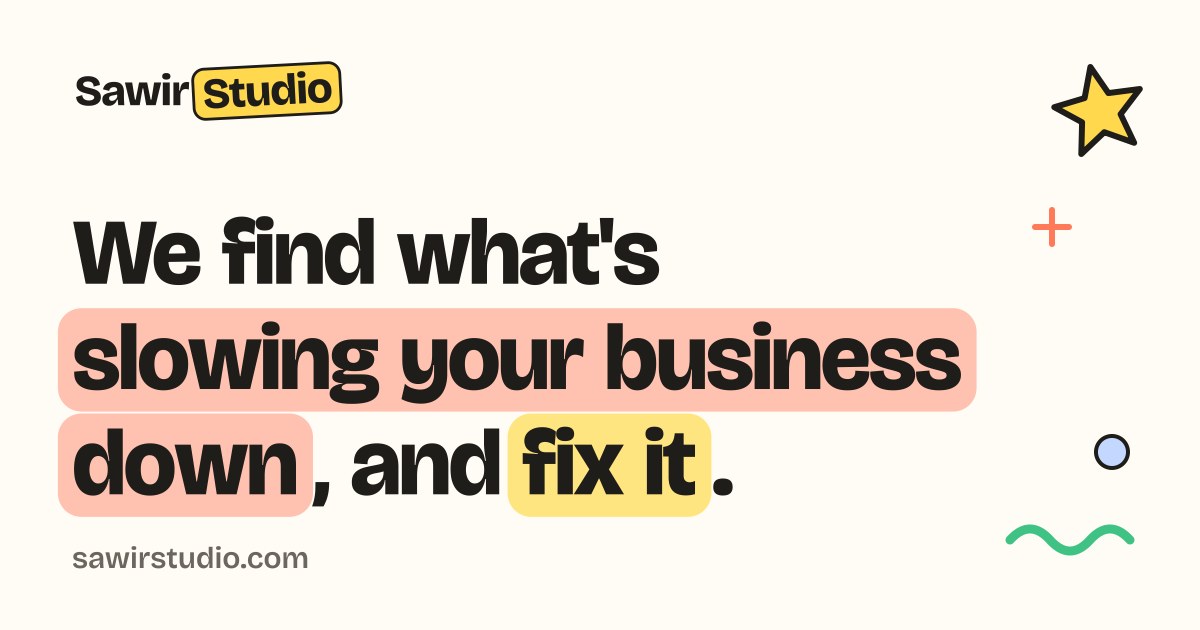 Sawir Studio
We find what's
slowing your business
down, and fix it.
sawirstudio.com